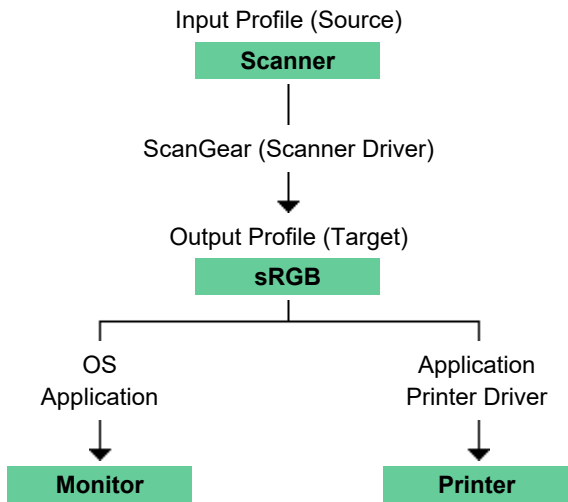 Input Profile (Source)
Scanner
ScanGear (Scanner Driver)
Output Profile (Target)
sRGB
OS
Application
Application
Printer Driver
Monitor
Printer